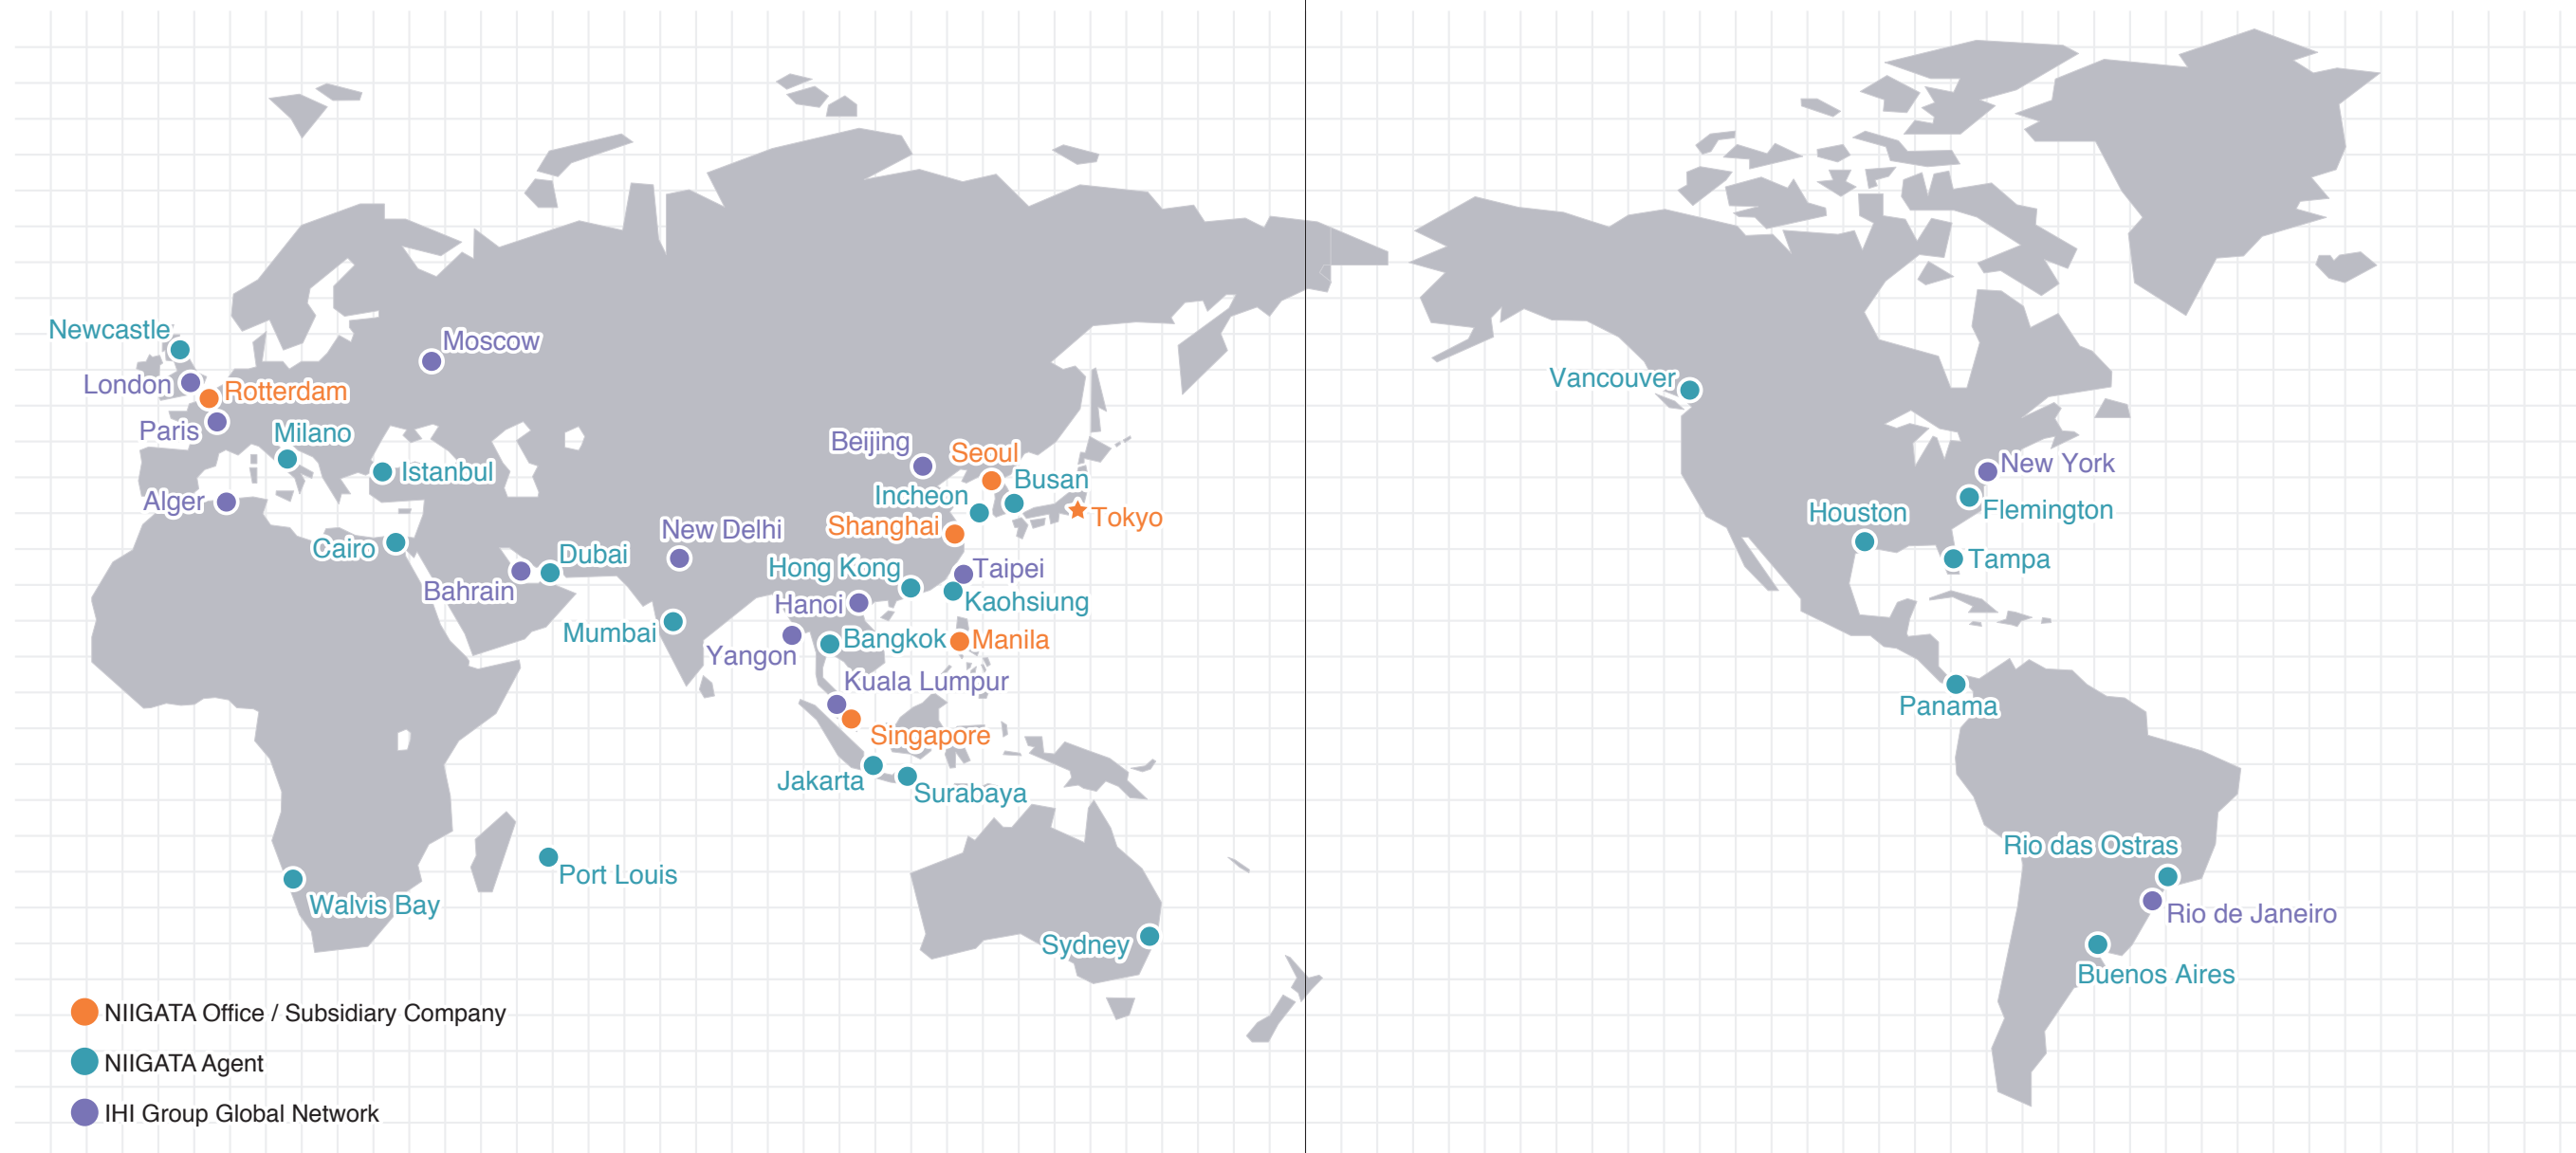 Newcastle
Moscow
London
Rotterdam
Paris
Milano
Istanbul
Alger
Cairo
Bahrain
Dubai
New Delhi
Mumbai
Beijing
Seoul
Busan
Incheon
Shanghai
Tokyo
Hong Kong
Taipei
Kaohsiung
Hanoi
Yangon
Bangkok
Manila
Kuala Lumpur
Singapore
Jakarta
Surabaya
Port Louis
Walvis Bay
Sydney
Vancouver
New York
Flemington
Houston
Tampa
Panama
Rio das Ostras
Rio de Janeiro
Buenos Aires
NIIGATA Office / Subsidiary Company
NIIGATA Agent
IHI Group Global Network